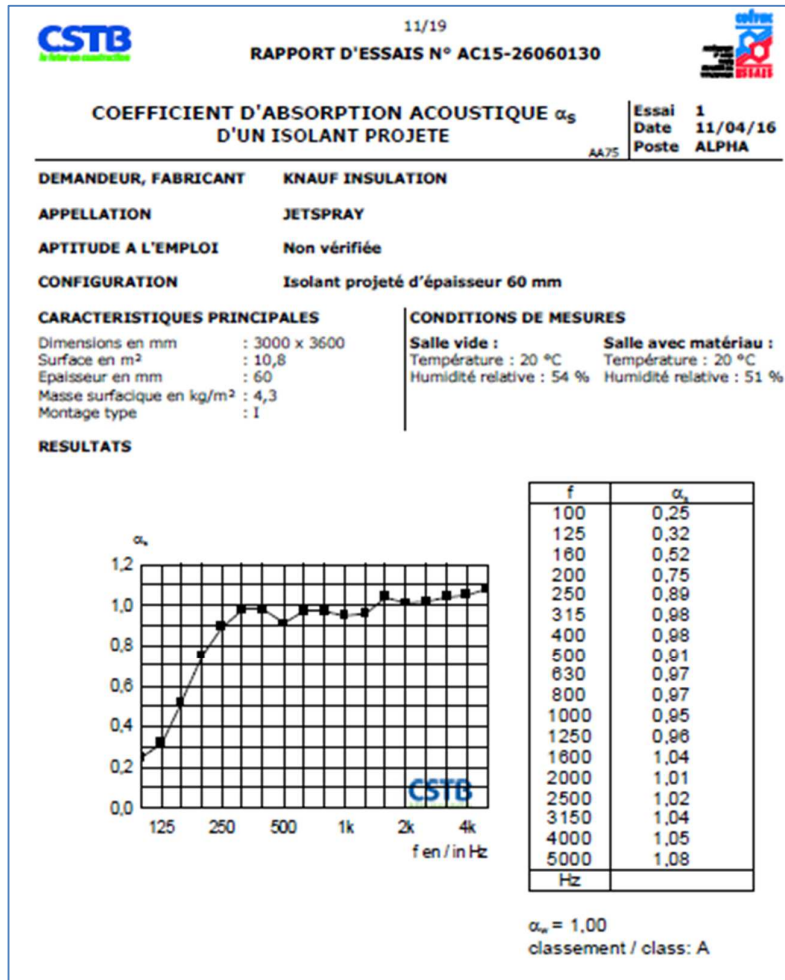 CSTB
le futur en construction
11/19
RAPPORT D'ESSAIS N° AC15-26060130
cofrac
ESSAIS
COEFFICIENT D'ABSORPTION ACOUSTIQUE αS
D'UN ISOLANT PROJETE
AA75
Essai 1
Date 11/04/16
Poste ALPHA
DEMANDEUR, FABRICANT KNAUF INSULATION
APPELLATION JETSPRAY
APTITUDE A L'EMPLOI Non vérifiée
CONFIGURATION Isolant projeté d'épaisseur 60 mm
CARACTERISTIQUES PRINCIPALES
Dimensions en mm : 3000 x 3600
Surface en m² : 10,8
Epaisseur en mm : 60
Masse surfacique en kg/m² : 4,3
Montage type : I
CONDITIONS DE MESURES
Salle vide : Salle avec matériau :
Température : 20 °C Température : 20 °C
Humidité relative : 54 % Humidité relative : 51 %
RESULTATS
αs
1,2
1,0
0,8
0,6
0,4
0,2
0,0
125 250 500 1k 2k 4k
f en / in Hz
CSTB
f αs
100 0,25
125 0,32
160 0,52
200 0,75
250 0,89
315 0,98
400 0,98
500 0,91
630 0,97
800 0,97
1000 0,95
1250 0,96
1600 1,04
2000 1,01
2500 1,02
3150 1,04
4000 1,05
5000 1,08
Hz
αw = 1,00
classement / class: A